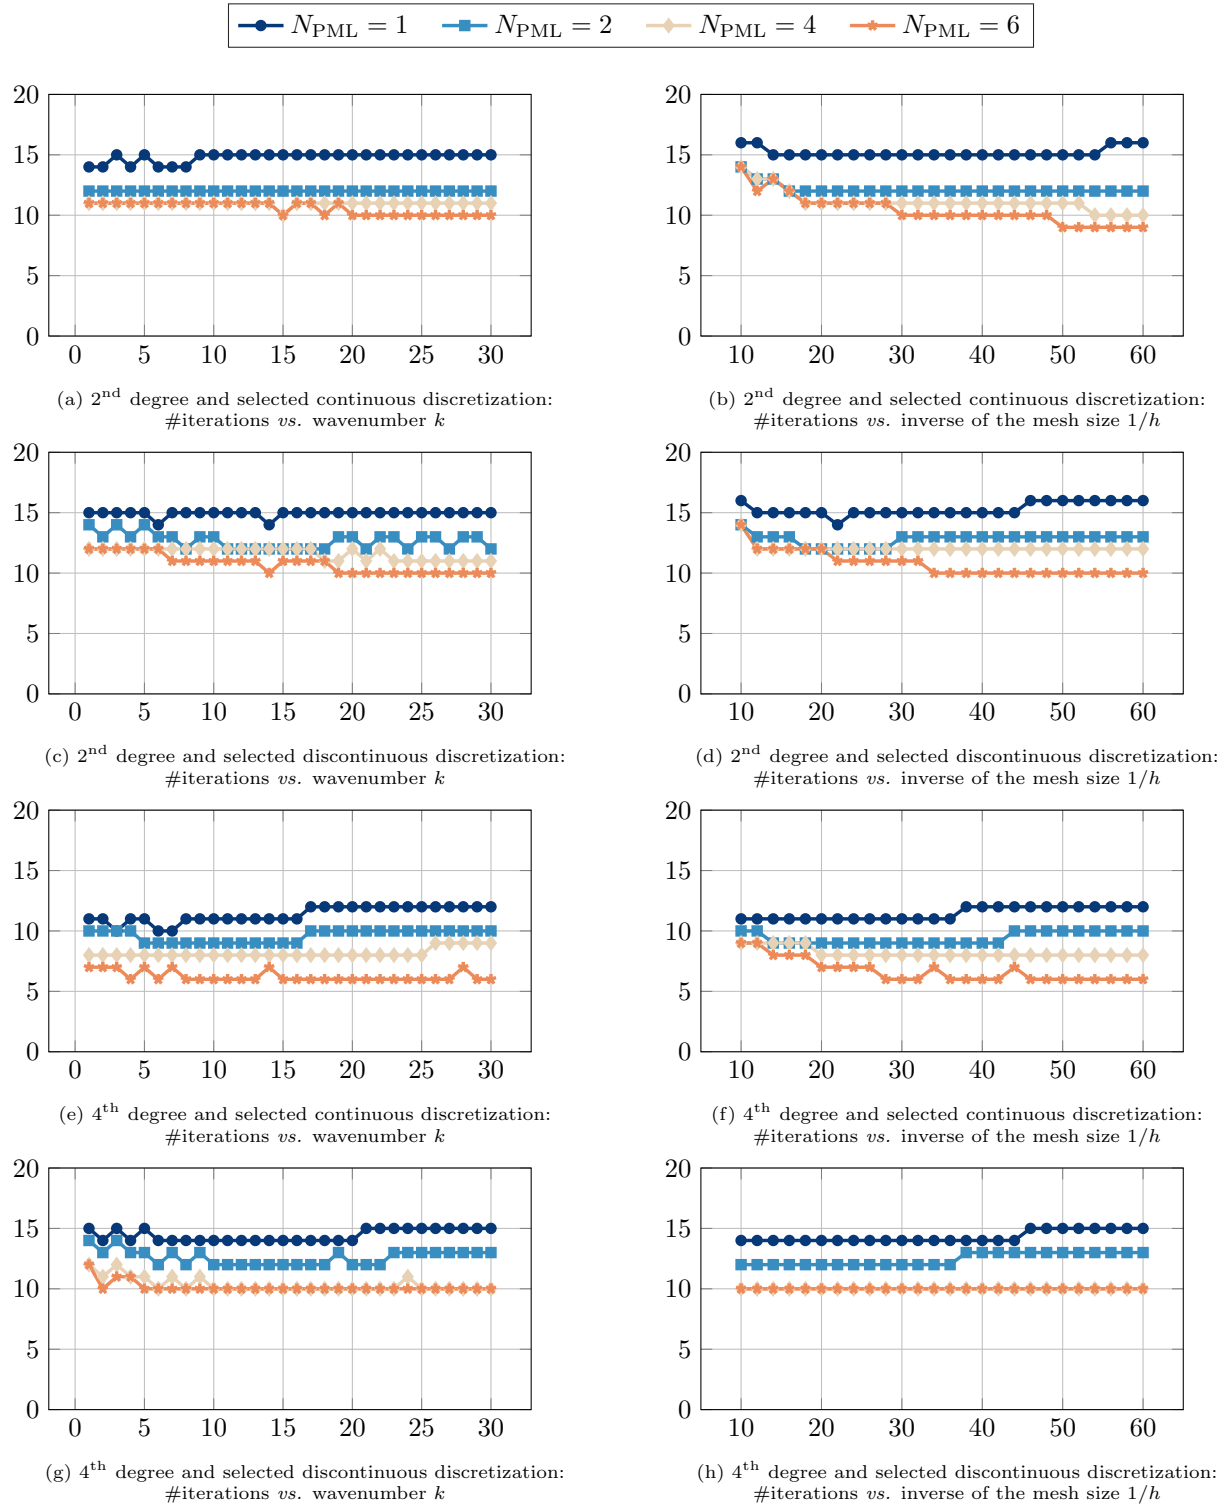 N_PML = 1 N_PML = 2 N_PML = 4 N_PML = 6
20
15
10
5
0
0 5 10 15 20 25 30
(a) 2nd degree and selected continuous discretization:
#iterations vs. wavenumber k
20
15
10
5
0
10 20 30 40 50 60
(b) 2nd degree and selected continuous discretization:
#iterations vs. inverse of the mesh size 1/h
20
15
10
5
0
0 5 10 15 20 25 30
(c) 2nd degree and selected discontinuous discretization:
#iterations vs. wavenumber k
20
15
10
5
0
10 20 30 40 50 60
(d) 2nd degree and selected discontinuous discretization:
#iterations vs. inverse of the mesh size 1/h
20
15
10
5
0
0 5 10 15 20 25 30
(e) 4th degree and selected continuous discretization:
#iterations vs. wavenumber k
20
15
10
5
0
10 20 30 40 50 60
(f) 4th degree and selected continuous discretization:
#iterations vs. inverse of the mesh size 1/h
20
15
10
5
0
0 5 10 15 20 25 30
(g) 4th degree and selected discontinuous discretization:
#iterations vs. wavenumber k
20
15
10
5
0
10 20 30 40 50 60
(h) 4th degree and selected discontinuous discretization:
#iterations vs. inverse of the mesh size 1/h